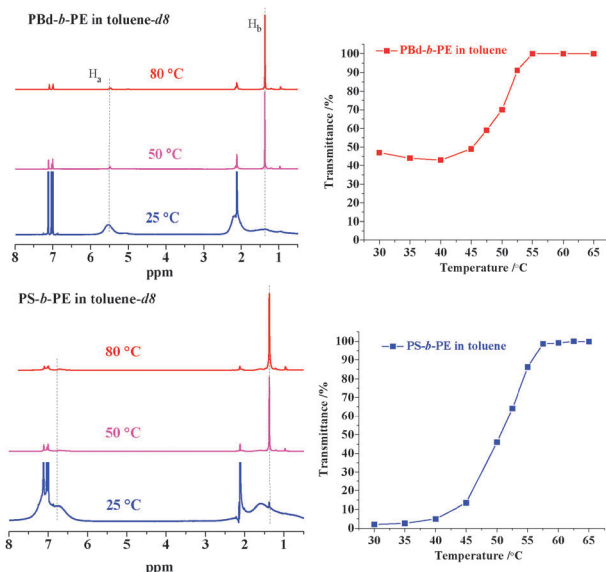 PBd-b-PE in toluene-d8
Ha
Hb
80 °C
50 °C
25 °C
8 7 6 5 4 3 2 1
ppm
PBd-b-PE in toluene
Transmittance /%
100
90
80
70
60
50
40
30
20
10
0
30 35 40 45 50 55 60 65
Temperature /°C
PS-b-PE in toluene-d8
80 °C
50 °C
25 °C
8 7 6 5 4 3 2 1
ppm
PS-b-PE in toluene
Transmittance /%
100
90
80
70
60
50
40
30
20
10
0
30 35 40 45 50 55 60 65
Temperature /°C